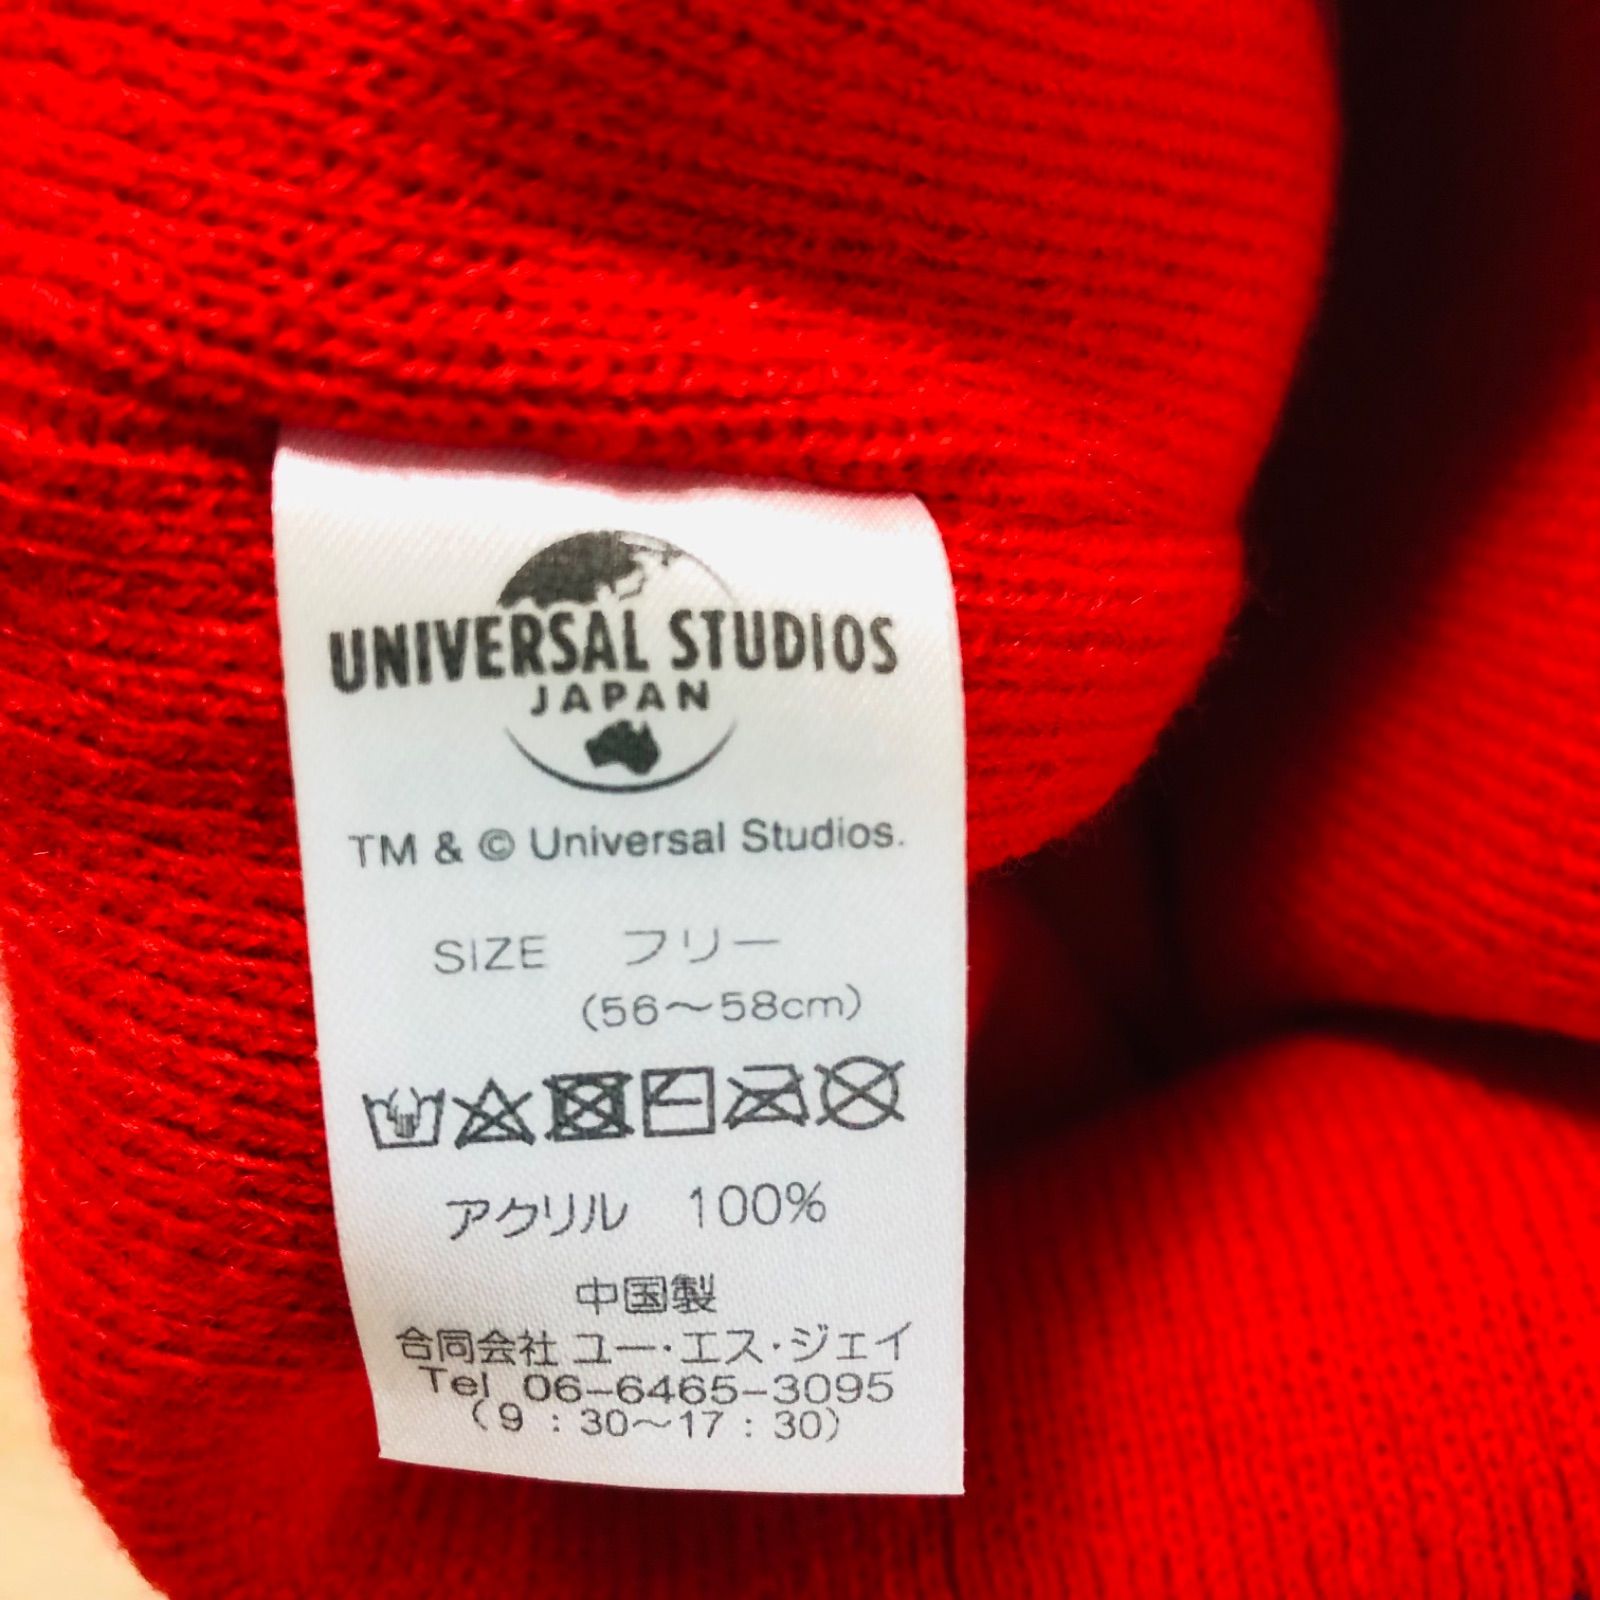 UNIVERSAL STUDIOS
JAPAN
TM & © Universal Studios.
SIZE フリー
(56～58cm)
アクリル 100%
中国製
合同会社 ユー・エス・ジェイ
Tel 06-6465-3095
(9：30～17：30)